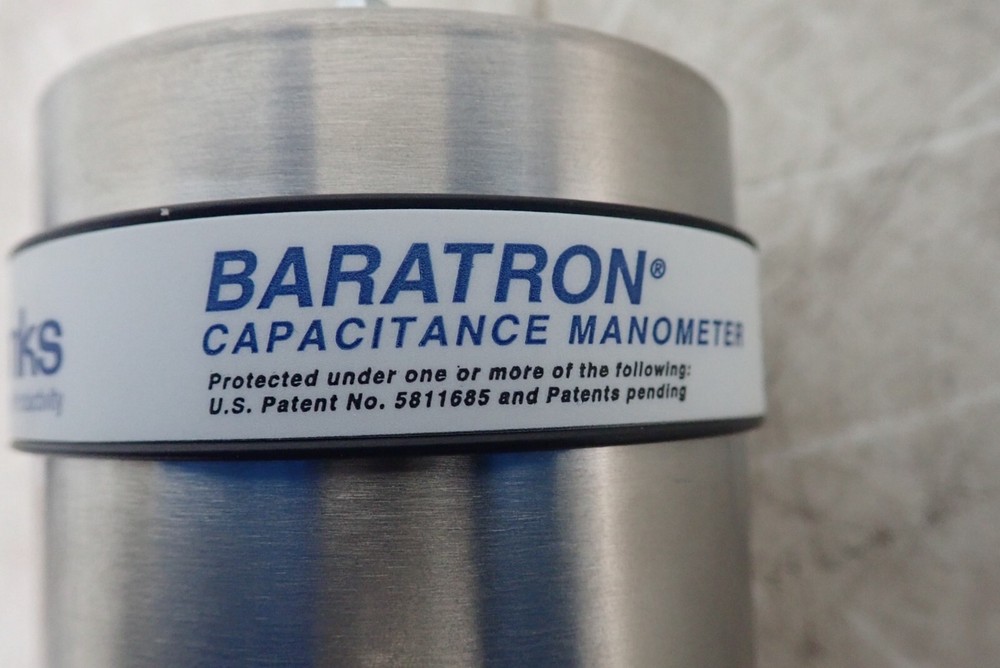 BARATRON®
CAPACITANCE MANOMETER
Protected under one or more of the following:
U.S. Patent No. 5811685 and Patents pending